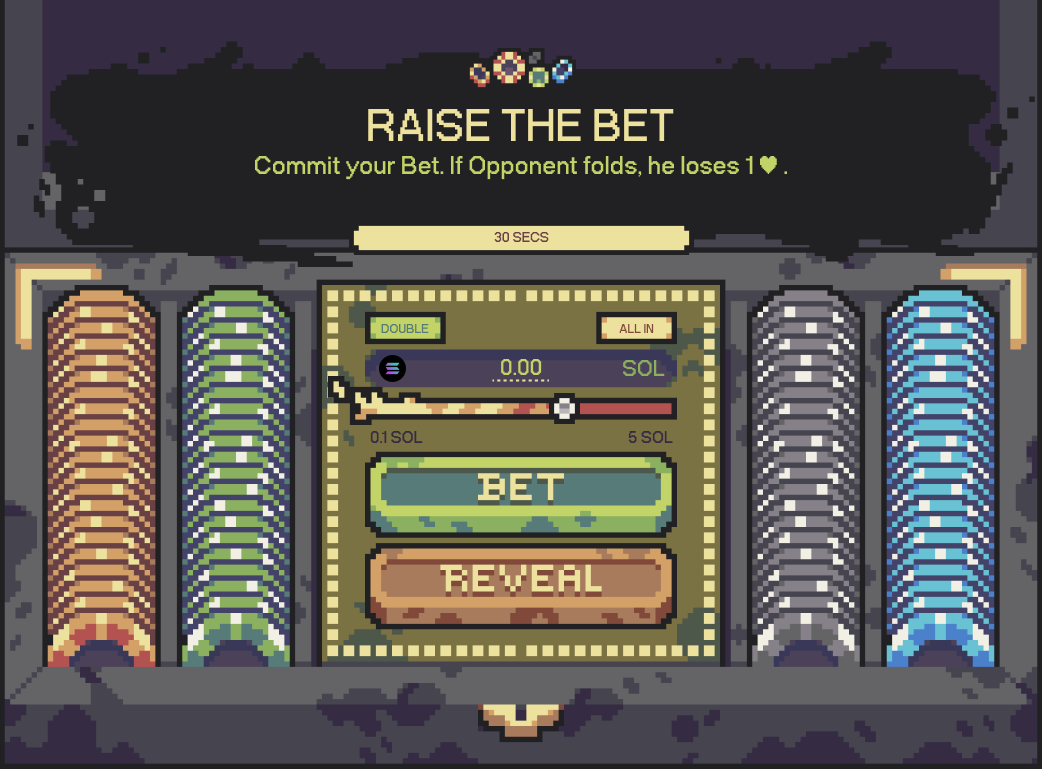 RAISE THE BET
Commit your Bet. If Opponent folds, he loses 1 ♥ .
30 SECS
DOUBLE
ALL IN
0.00 SOL
0.1 SOL
5 SOL
BET
REVEAL